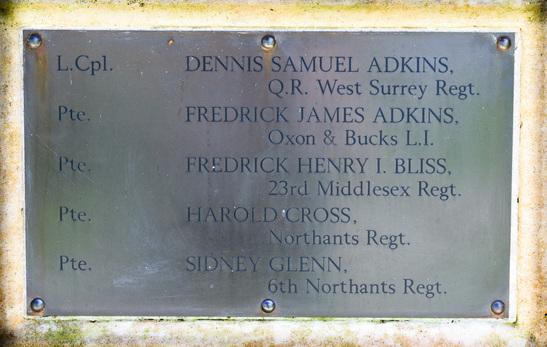 L.Cpl. DENNIS SAMUEL ADKINS,
Q.R. West Surrey Regt.
Pte. FREDRICK JAMES ADKINS,
Oxon & Bucks L.I.
Pte. FREDRICK HENRY I. BLISS,
23rd Middlesex Regt.
Pte. HAROLD CROSS,
Northants Regt.
Pte. SIDNEY GLENN,
6th Northants Regt.